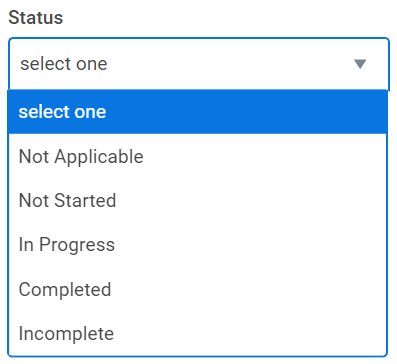 Status
select one
select one
Not Applicable
Not Started
In Progress
Completed
Incomplete